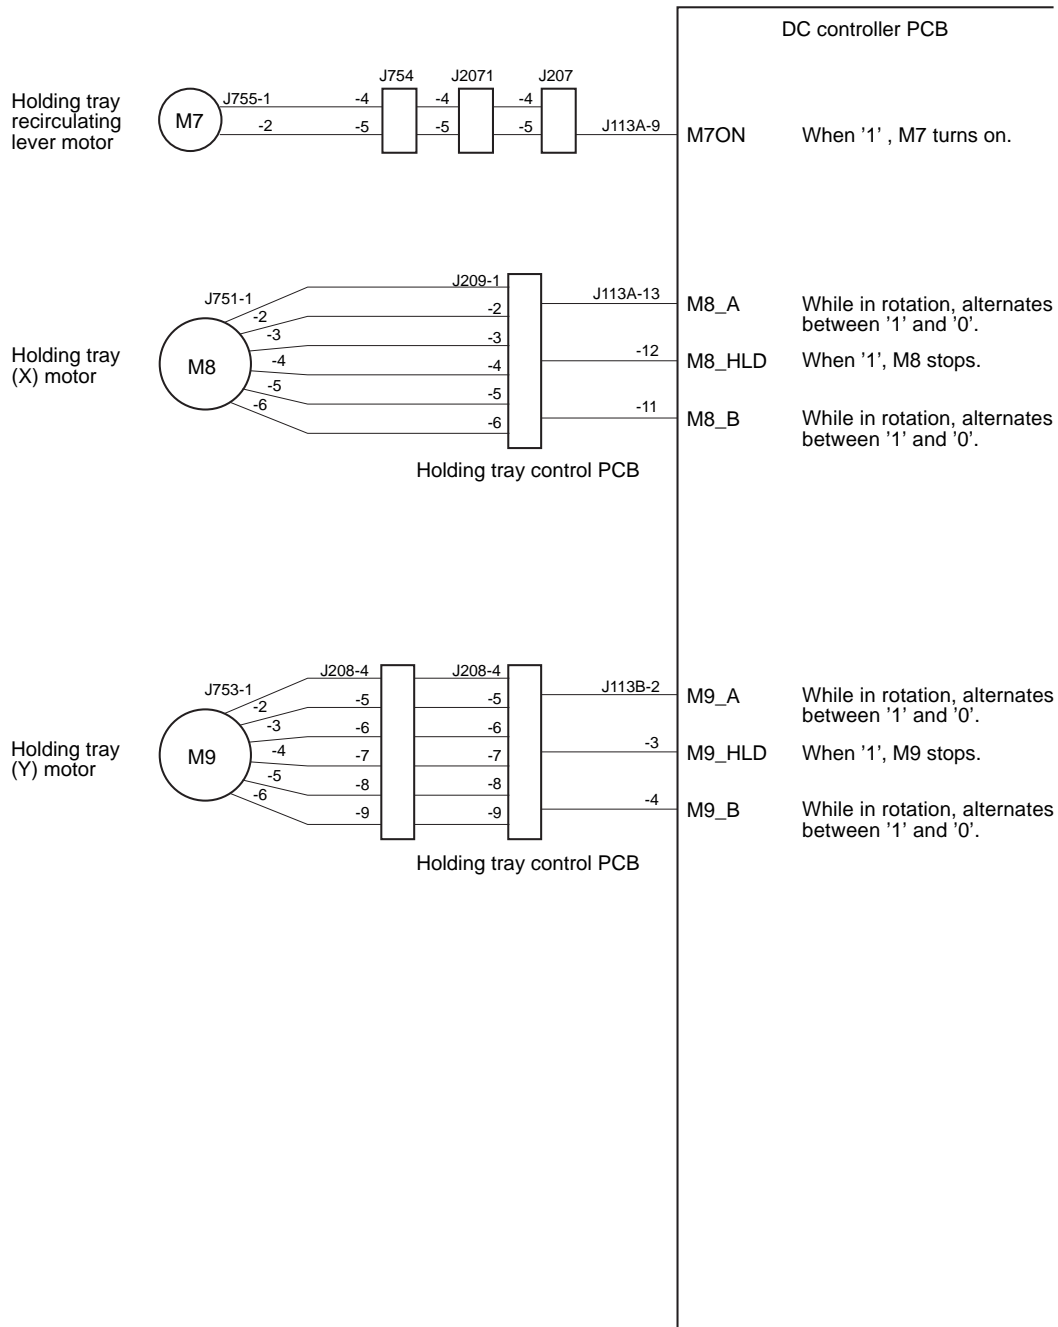 DC controller PCB
J754 J2071 J207
Holding tray
recirculating
lever motor
M7
J755-1 -4 -4 -4
-2 -5 -5 -5 J113A-9
M7ON When ’1’ , M7 turns on.
Holding tray
(X) motor
M8
J751-1
-2
-3
-4
-5
-6
J209-1
-2
-3
-4
-5
-6
Holding tray control PCB
J113A-13 M8_A While in rotation, alternates
between ’1’ and ’0’.
-12 M8_HLD When ’1’, M8 stops.
-11 M8_B While in rotation, alternates
between ’1’ and ’0’.
Holding tray
(Y) motor
M9
J753-1
-2
-3
-4
-5
-6
J208-4 J208-4
-5 -5
-6 -6
-7 -7
-8 -8
-9 -9
Holding tray control PCB
J113B-2 M9_A While in rotation, alternates
between ’1’ and ’0’.
-3 M9_HLD When ’1’, M9 stops.
-4 M9_B While in rotation, alternates
between ’1’ and ’0’.